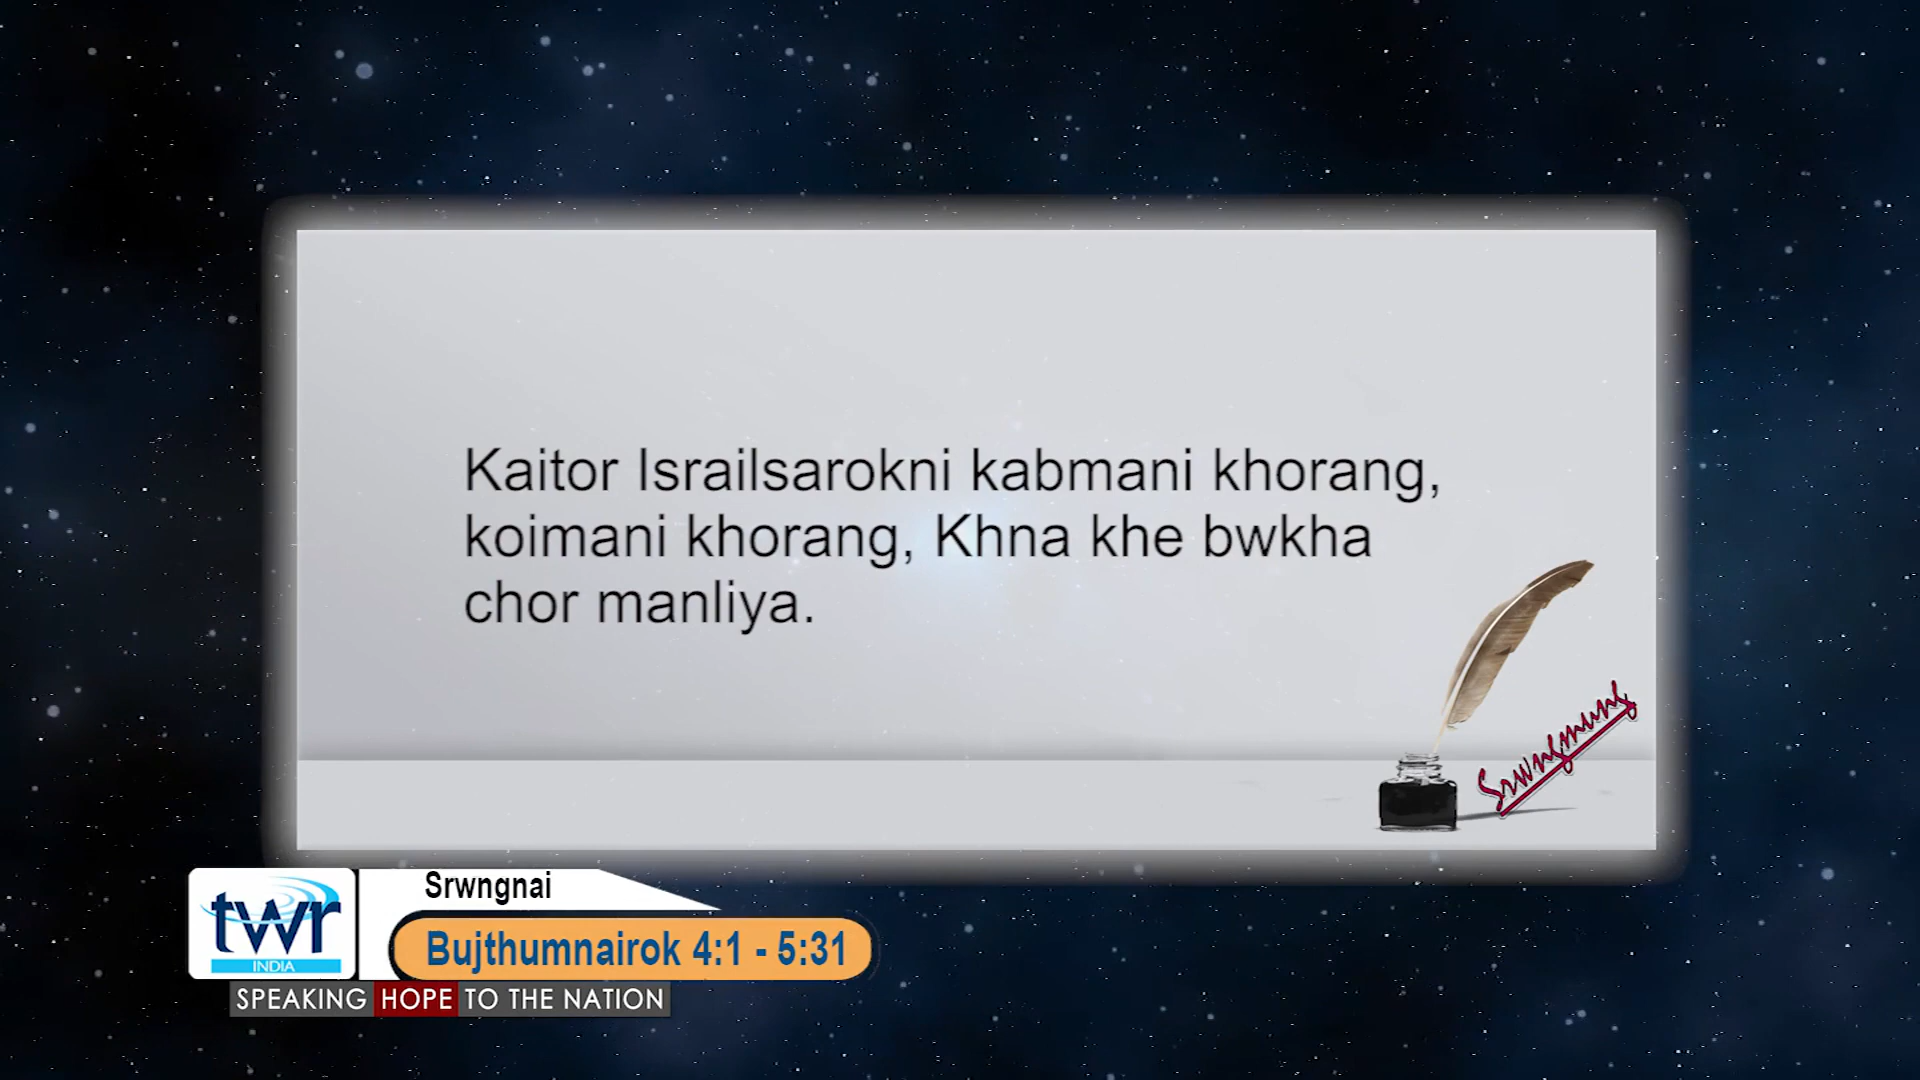 Kaitor Israilsarokni kabmani khorang,
koimani khorang, Khna khe bwkha
chor manliya.
Srwngmung
twr
INDIA
Srwngnai
Bujthumnairok 4:1 - 5:31
SPEAKING HOPE TO THE NATION